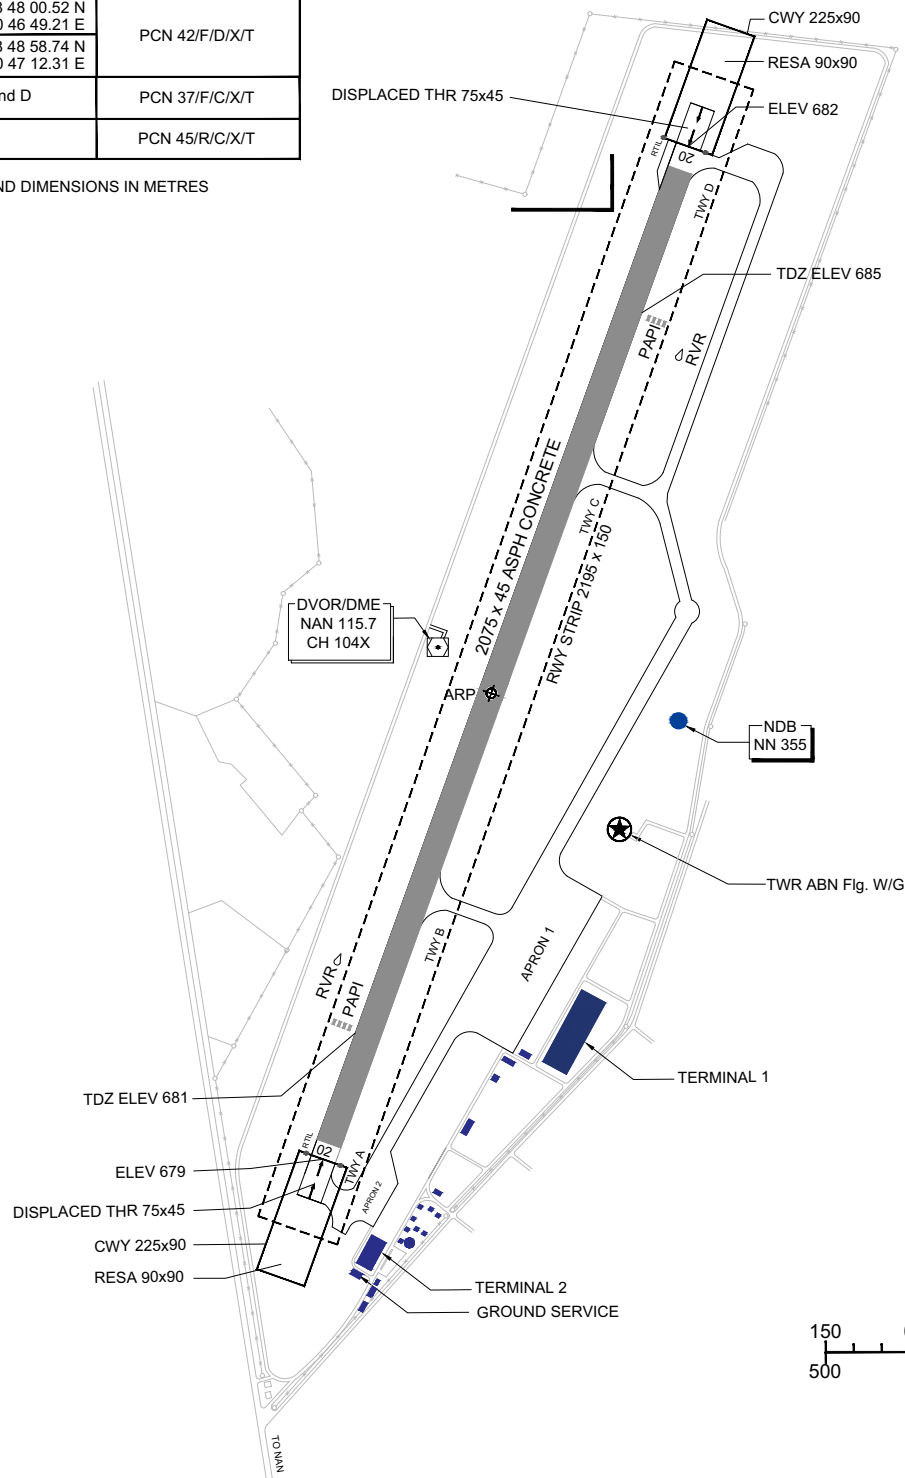 48 00.52 N
46 49.21 E
PCN 42/F/D/X/T
48 58.74 N
47 12.31 E
nd D
PCN 37/F/C/X/T
PCN 45/R/C/X/T
ND DIMENSIONS IN METRES
CWY 225x90
RESA 90x90
DISPLACED THR 75x45
ELEV 682
RTIL
20
TWY D
TDZ ELEV 685
PAPI
RVR
2075 x 45 ASPH CONCRETE
TWY C
RWY STRIP 2195 x 150
DVOR/DME
NAN 115.7
CH 104X
ARP
NDB
NN 355
TWR ABN Flg. W/G
TWY B
APRON 1
RVR
PAPI
TERMINAL 1
TDZ ELEV 681
RTIL
02
ELEV 679
TWY A
APRON 2
DISPLACED THR 75x45
CWY 225x90
RESA 90x90
TERMINAL 2
GROUND SERVICE
150
500
TO NAN